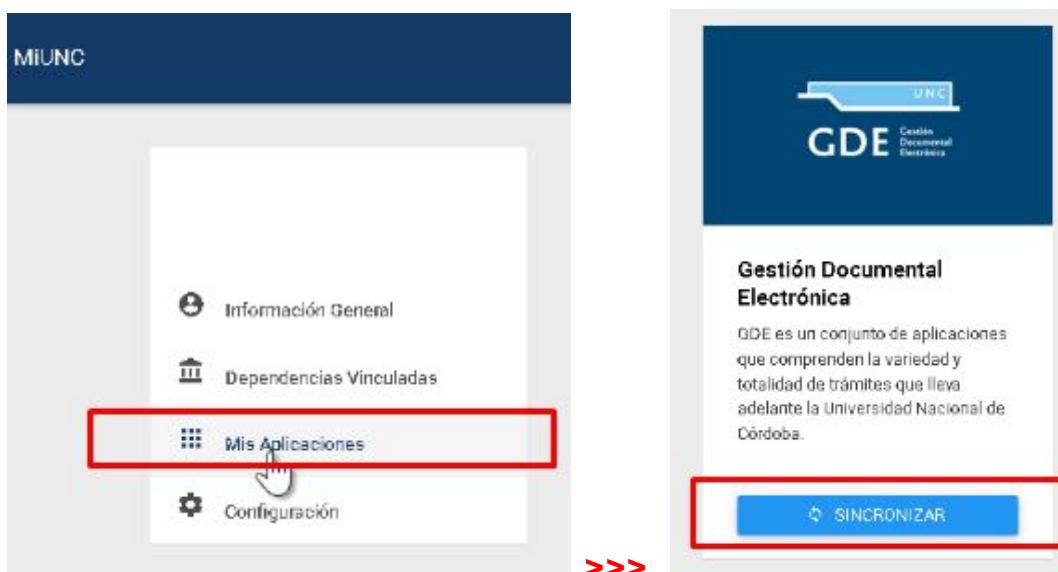 MiUNC
Información General
Dependencias Vinculadas
Mis Aplicaciones
Configuración
>>>
UNC
GDE Gestión
Documental
Electrónica
Gestión Documental
Electrónica
GDE es un conjunto de aplicaciones
que comprenden la variedad y
totalidad de trámites que lleva
adelante la Universidad Nacional de
Córdoba.
SINCRONIZAR